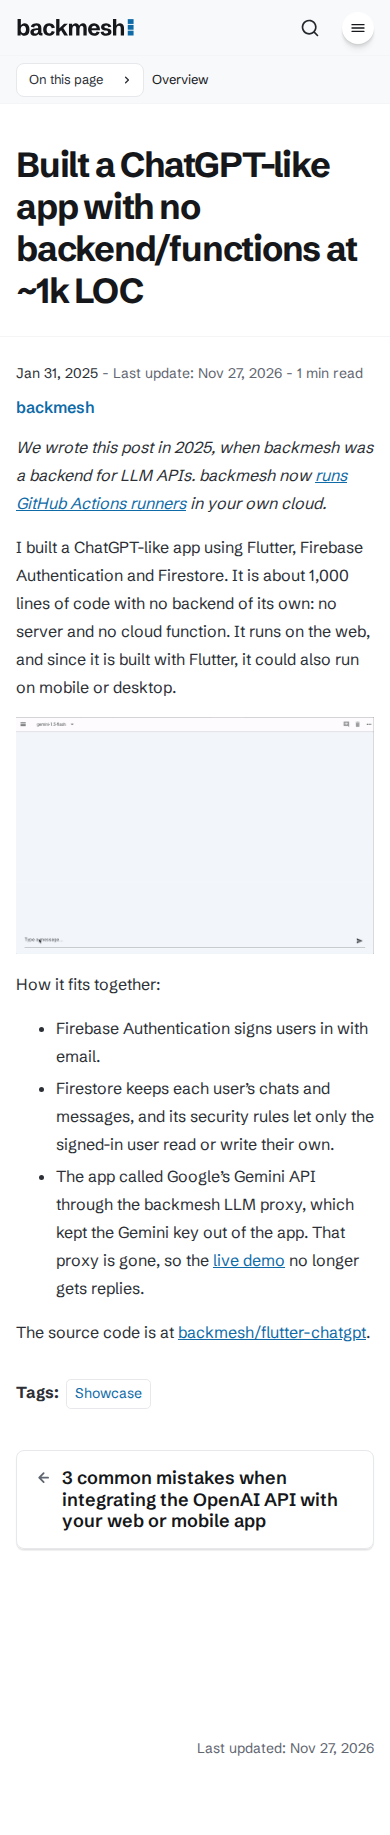 backmesh
On this page
Overview
Built a ChatGPT-like
app with no
backend/functions at
~1k LOC
Jan 31, 2025 - Last update: Nov 27, 2026 - 1 min read
backmesh
We wrote this post in 2025, when backmesh was
a backend for LLM APIs. backmesh now runs
GitHub Actions runners in your own cloud.
I built a ChatGPT-like app using Flutter, Firebase
Authentication and Firestore. It is about 1,000
lines of code with no backend of its own: no
server and no cloud function. It runs on the web,
and since it is built with Flutter, it could also run
on mobile or desktop.
gemini-1.5-flash
Type a message...
How it fits together:
• Firebase Authentication signs users in with
email.
• Firestore keeps each user’s chats and
messages, and its security rules let only the
signed-in user read or write their own.
• The app called Google’s Gemini API
through the backmesh LLM proxy, which
kept the Gemini key out of the app. That
proxy is gone, so the live demo no longer
gets replies.
The source code is at backmesh/flutter-chatgpt.
Tags: Showcase
3 common mistakes when
integrating the OpenAI API with
your web or mobile app
Last updated: Nov 27, 2026